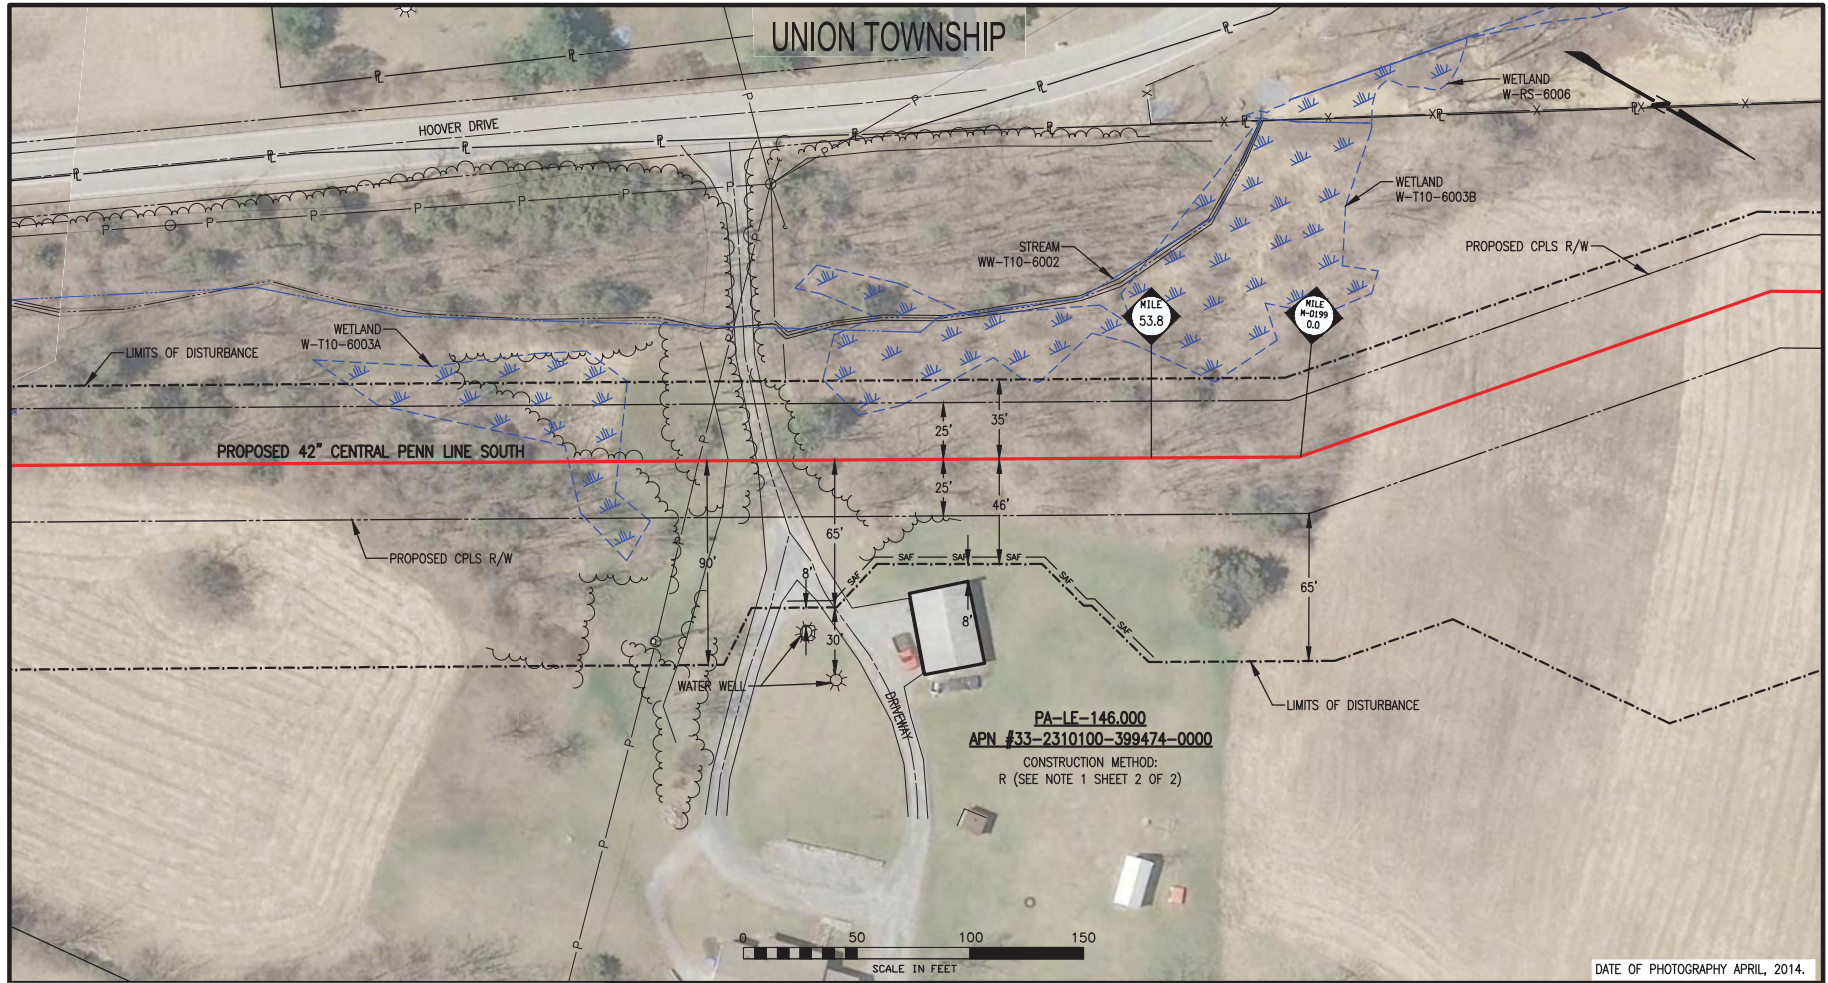 UNION TOWNSHIP
HOOVER DRIVE
WETLAND
W-RS-6006
WETLAND
W-T10-6003B
STREAM
WW-T10-6002
PROPOSED CPLS R/W
MILE
53.8
MILE
M-0199
0.0
WETLAND
W-T10-6003A
LIMITS OF DISTURBANCE
PROPOSED 42" CENTRAL PENN LINE SOUTH
25'
35'
25'
46'
65'
90'
PROPOSED CPLS R/W
SAF
SAF
SAF
SAF
SAF
8'
30'
8'
65'
WATER WELL
DRIVEWAY
LIMITS OF DISTURBANCE
PA-LE-146.000
APN #33-2310100-399474-0000
CONSTRUCTION METHOD:
R (SEE NOTE 1 SHEET 2 OF 2)
0 50 100 150
SCALE IN FEET
DATE OF PHOTOGRAPHY APRIL, 2014.